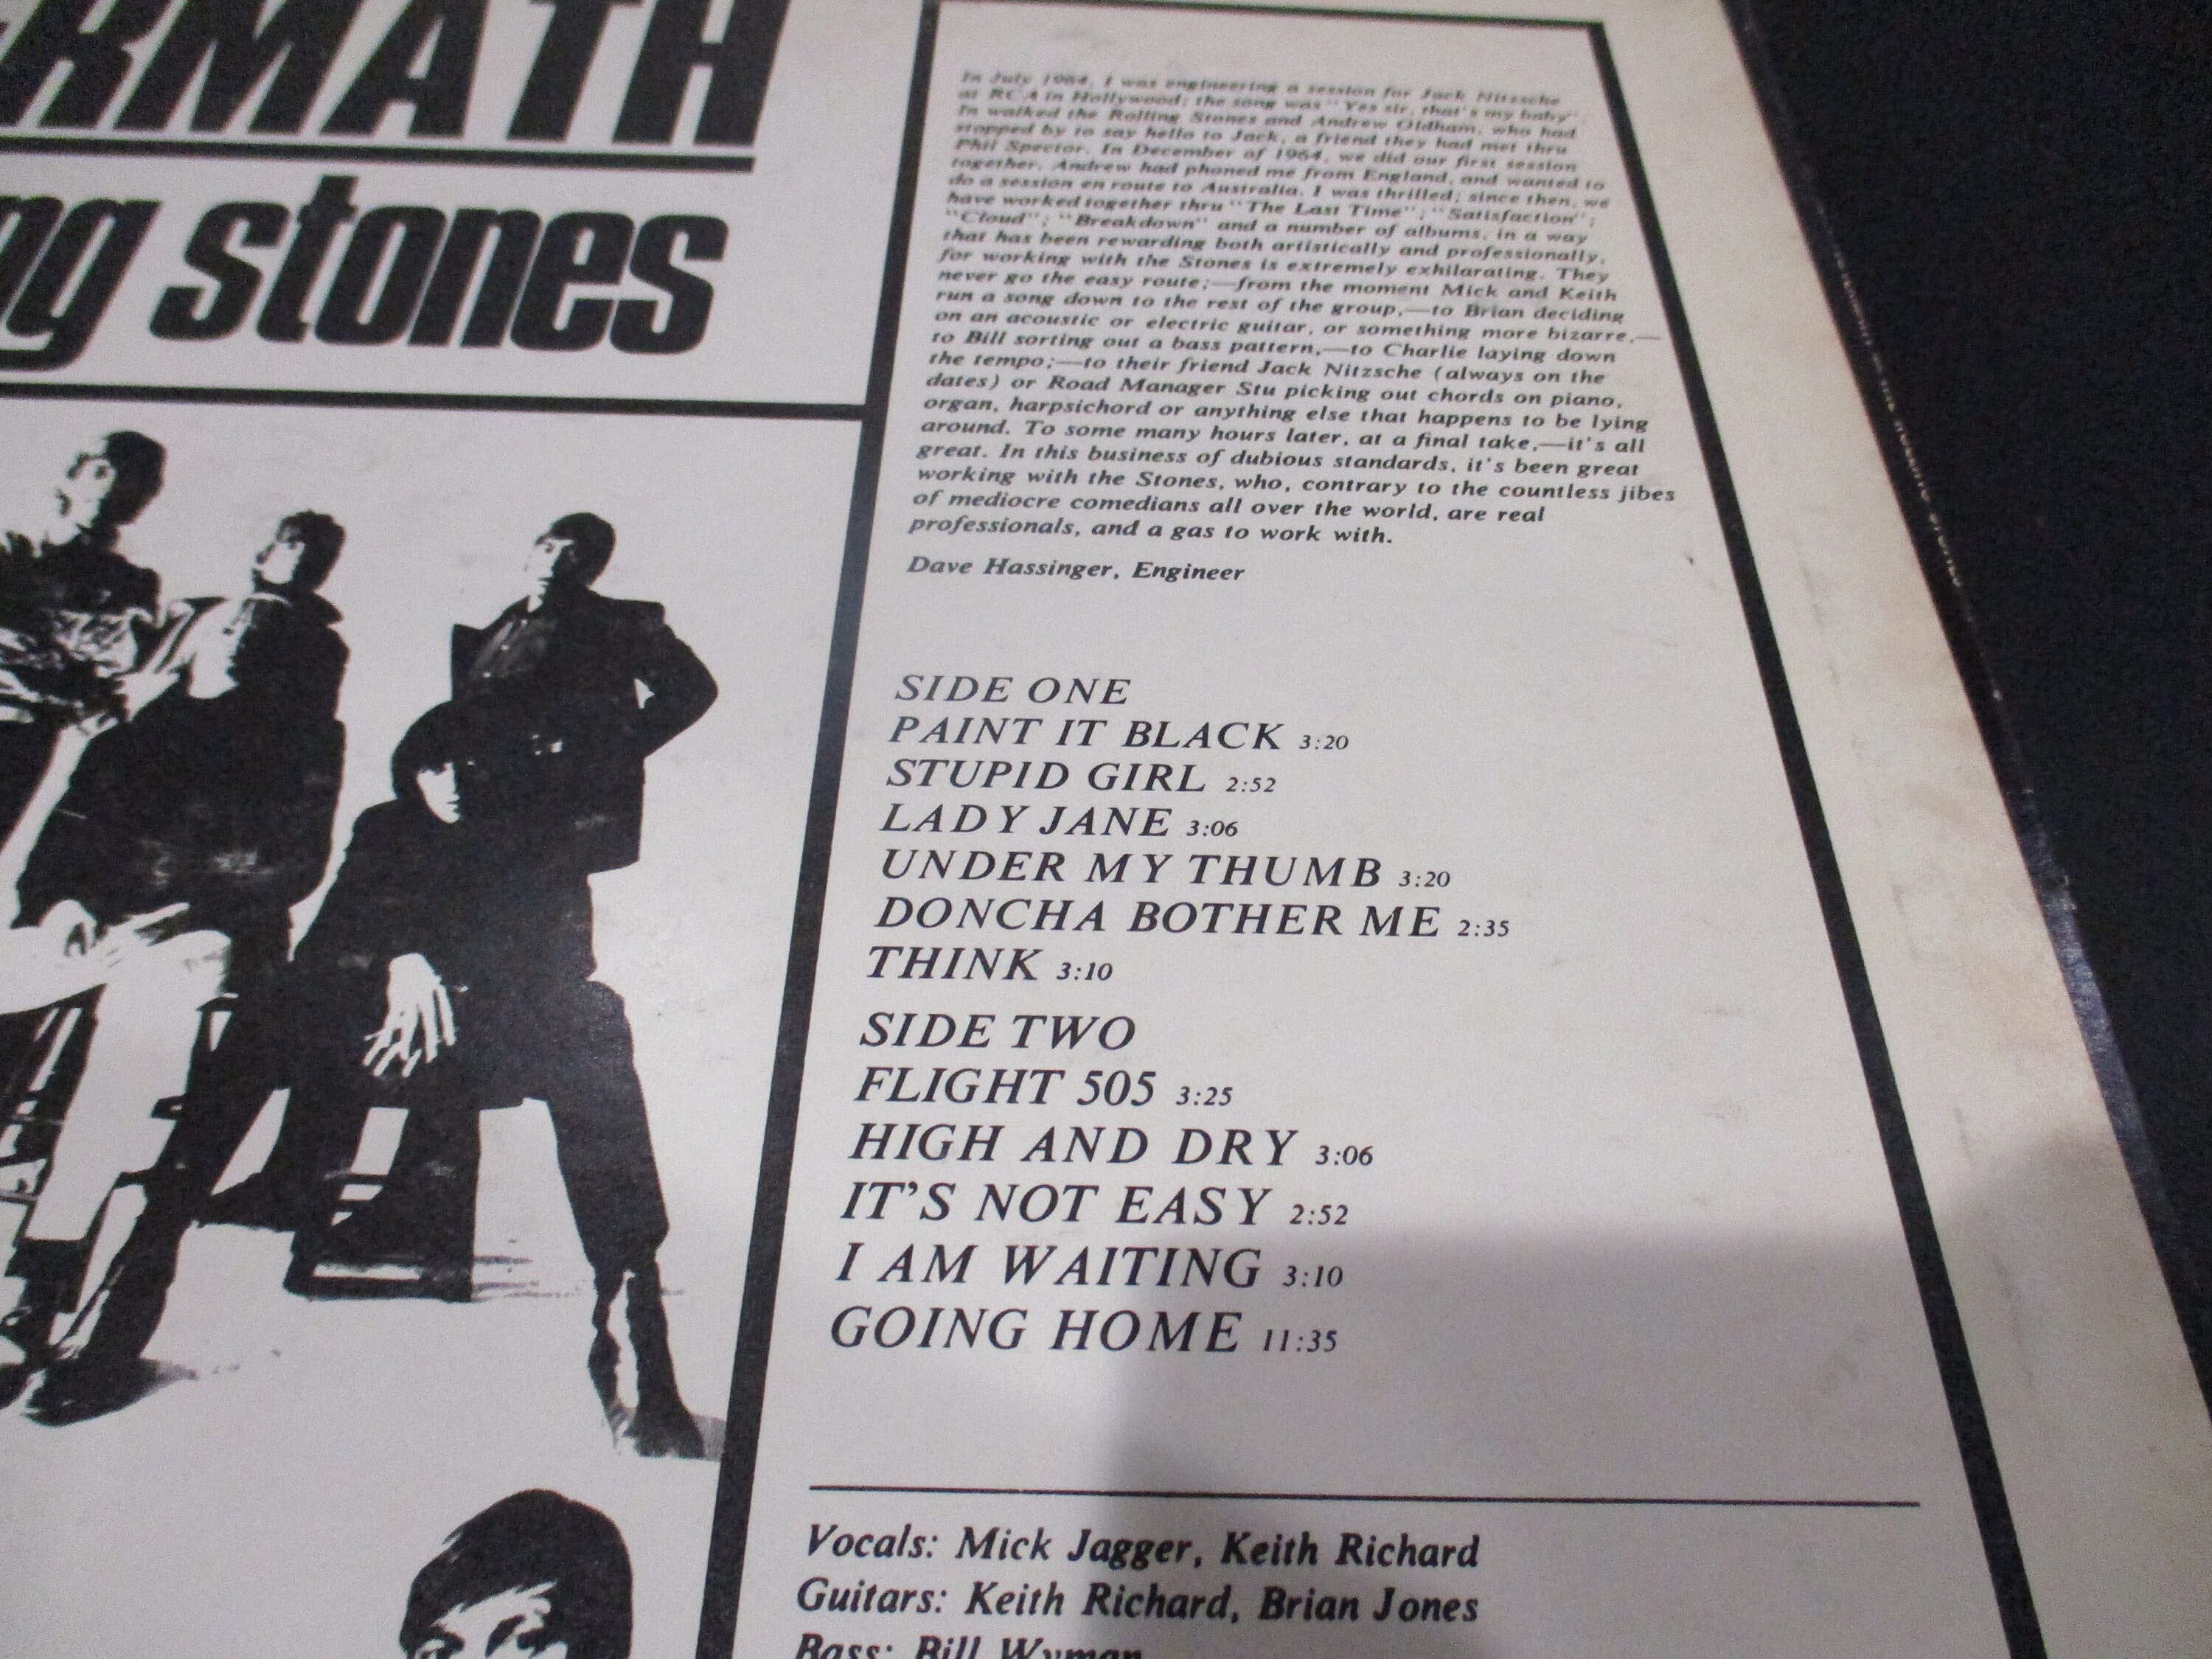 RMATH
ng stones
In July 1964, I was engineering a session for Jack Nitzsche
at RCA in Hollywood; the song was "Yes sir, that's my baby";
In walked the Rolling Stones and Andrew Oldham, who had
stopped by to say hello to Jack, a friend they had met thru
Phil Spector. In December of 1964, we did our first session
together. Andrew had phoned me from England, and wanted to
do a session en route to Australia. I was thrilled; since then, we
have worked together thru "The Last Time"; "Satisfaction";
"Cloud"; "Breakdown" and a number of albums, in a way
that has been rewarding both artistically and professionally,
for working with the Stones is extremely exhilarating. They
never go the easy route;—from the moment Mick and Keith
run a song down to the rest of the group,—to Brian deciding
on an acoustic or electric guitar, or something more bizarre,—
to Bill sorting out a bass pattern,—to Charlie laying down
the tempo;—to their friend Jack Nitzsche (always on the
dates) or Road Manager Stu picking out chords on piano,
organ, harpsichord or anything else that happens to be lying
around. To some many hours later, at a final take,—it's all
great. In this business of dubious standards, it's been great
working with the Stones, who, contrary to the countless jibes
of mediocre comedians all over the world, are real
professionals, and a gas to work with.
Dave Hassinger, Engineer
SIDE ONE
PAINT IT BLACK 3:20
STUPID GIRL 2:52
LADY JANE 3:06
UNDER MY THUMB 3:20
DONCHA BOTHER ME 2:35
THINK 3:10
SIDE TWO
FLIGHT 505 3:25
HIGH AND DRY 3:06
IT'S NOT EASY 2:52
I AM WAITING 3:10
GOING HOME 11:35
Vocals: Mick Jagger, Keith Richard
Guitars: Keith Richard, Brian Jones
Bass: Bill Wyman